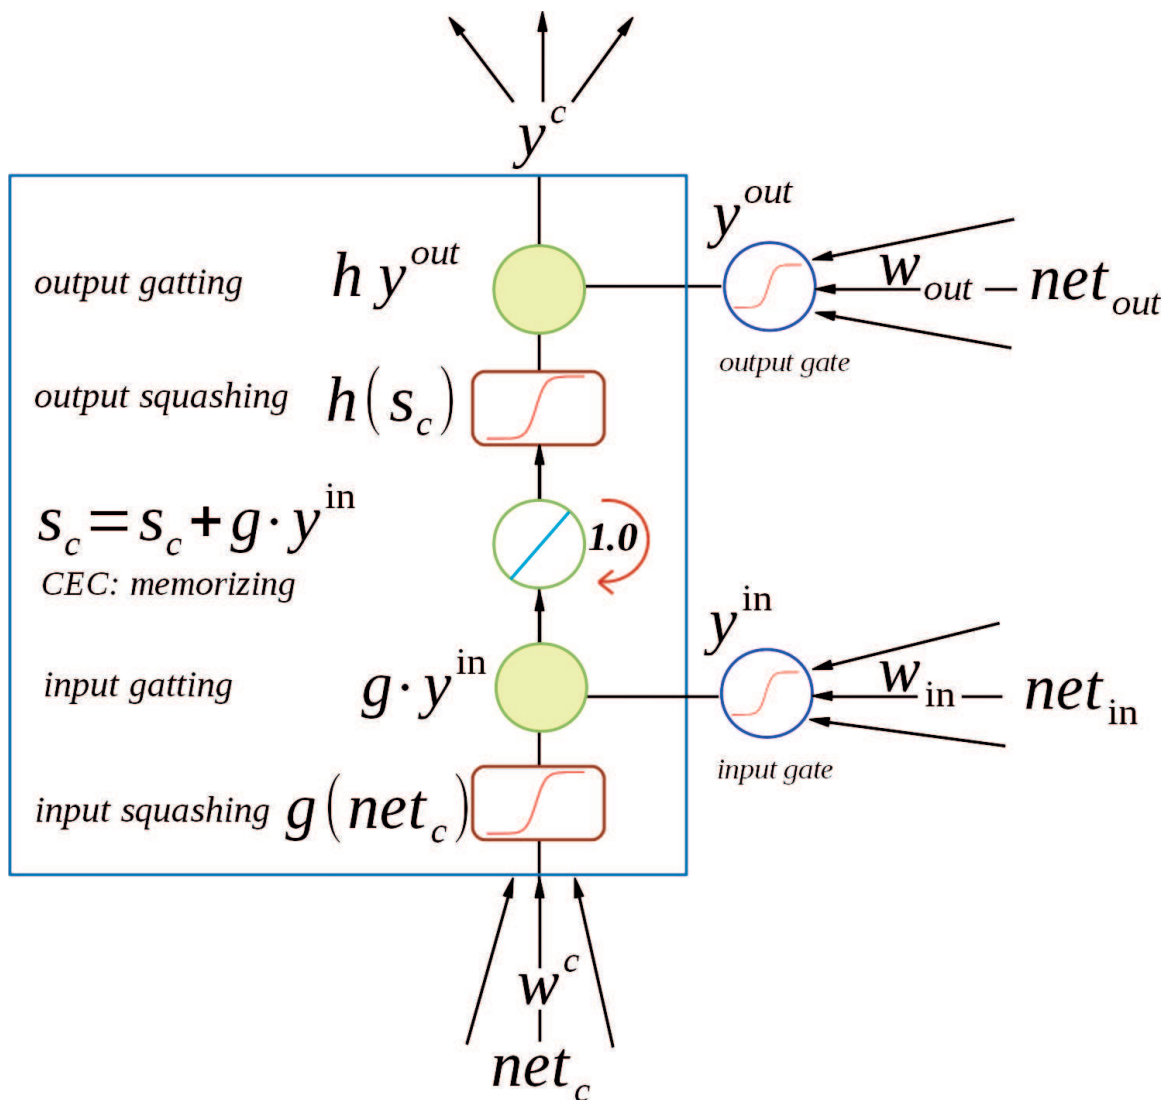 y^c
y^out
output gatting h y^out w_out net_out
output gate
output squashing h(s_c)
s_c = s_c + g · y^in
1.0
CEC: memorizing
y^in
input gatting g · y^in w_in net_in
input gate
input squashing g(net_c)
w^c
net_c